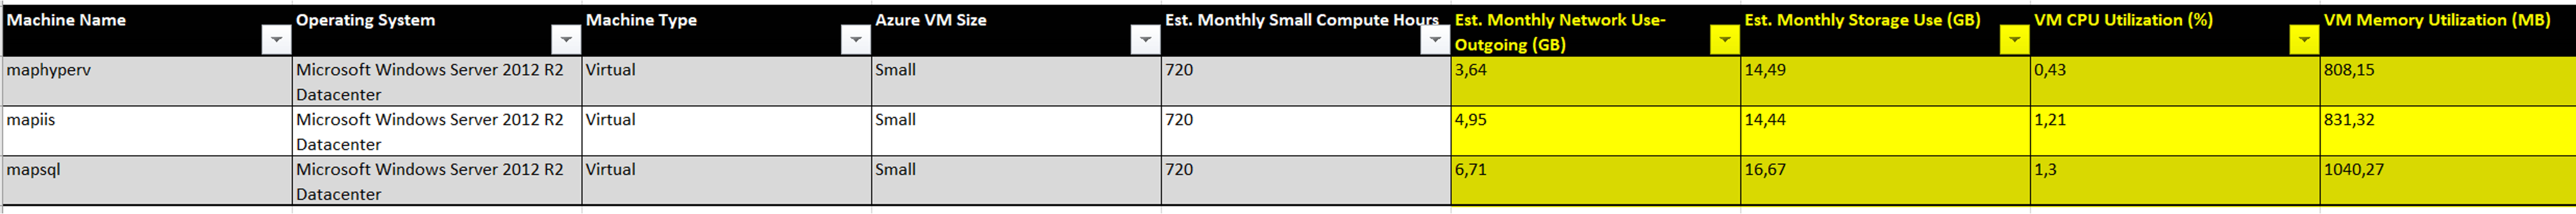 Machine Name Operating System Machine Type Azure VM Size Est. Monthly Small Compute Hours Est. Monthly Network Use- Est. Monthly Storage Use (GB) VM CPU Utilization (%) VM Memory Utilization (MB)
Outgoing (GB)
maphyperv Microsoft Windows Server 2012 R2 Virtual Small 720 3,64 14,49 0,43 808,15
Datacenter
mapiis Microsoft Windows Server 2012 R2 Virtual Small 720 4,95 14,44 1,21 831,32
Datacenter
mapsql Microsoft Windows Server 2012 R2 Virtual Small 720 6,71 16,67 1,3 1040,27
Datacenter